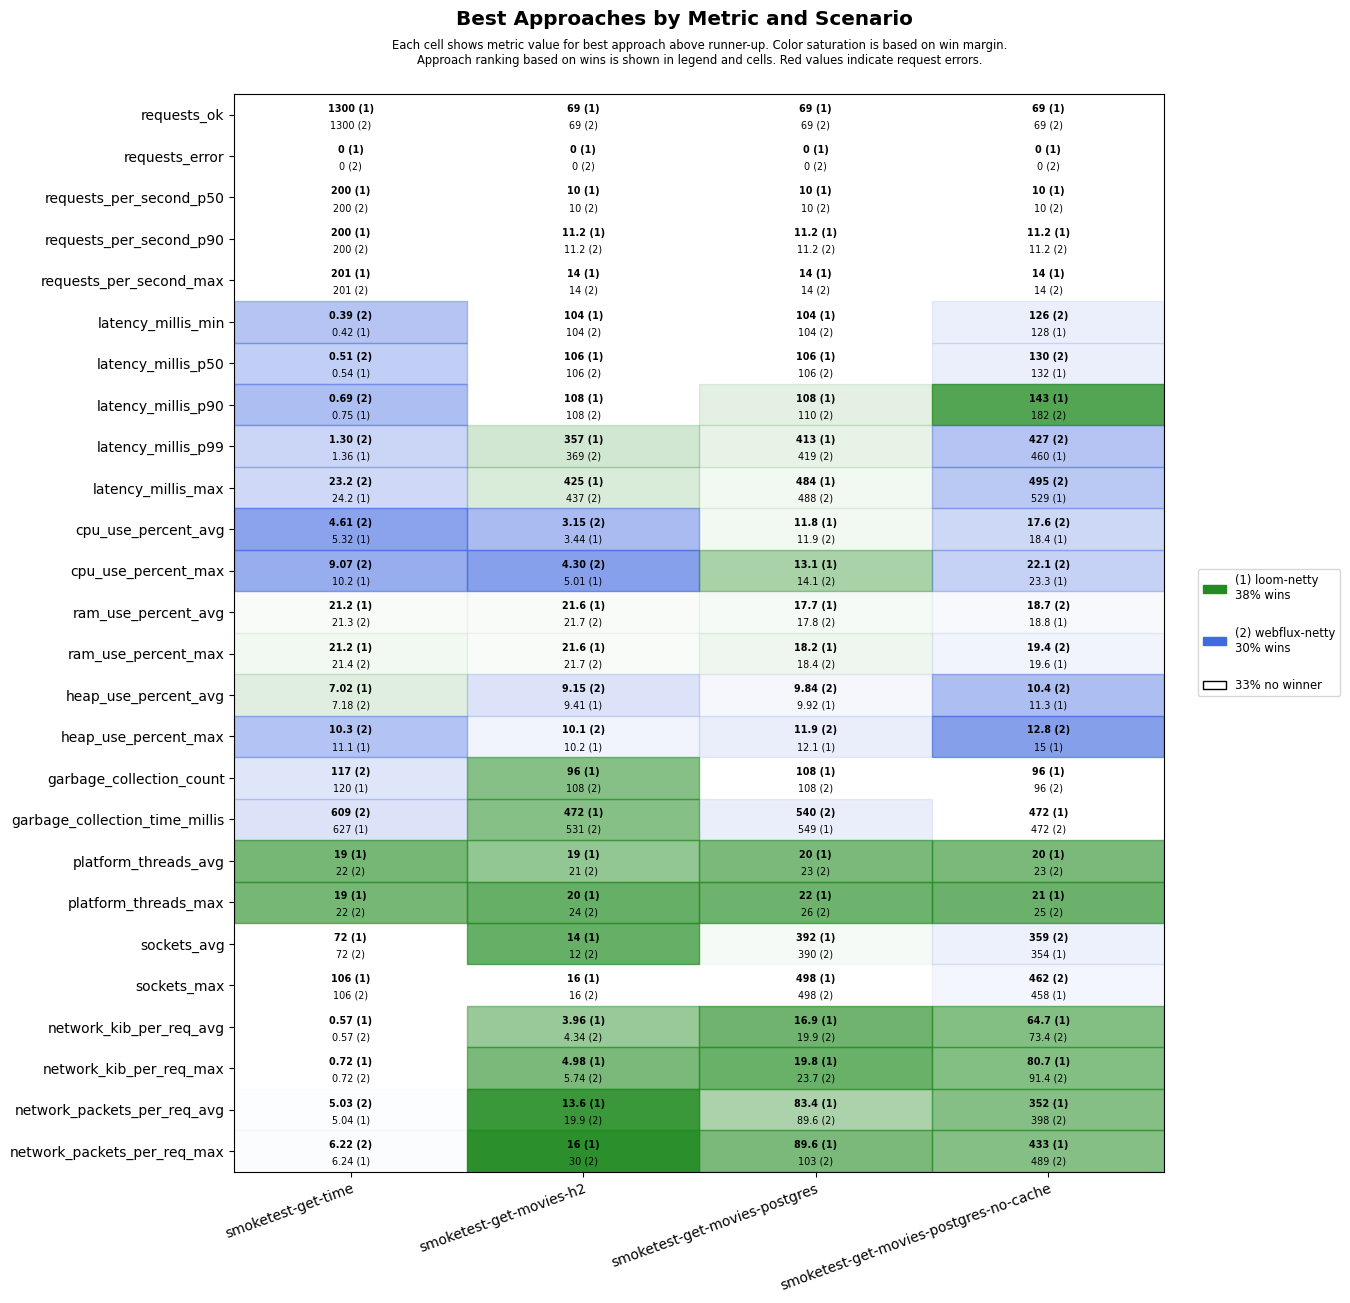 Best Approaches by Metric and Scenario
Each cell shows metric value for best approach above runner-up. Color saturation is based on win margin.
Approach ranking based on wins is shown in legend and cells. Red values indicate request errors.
requests_ok
1300 (1) 69 (1) 69 (1) 69 (1)
1300 (2) 69 (2) 69 (2) 69 (2)
requests_error
0 (1) 0 (1) 0 (1) 0 (1)
0 (2) 0 (2) 0 (2) 0 (2)
requests_per_second_p50
200 (1) 10 (1) 10 (1) 10 (1)
200 (2) 10 (2) 10 (2) 10 (2)
requests_per_second_p90
200 (1) 11.2 (1) 11.2 (1) 11.2 (1)
200 (2) 11.2 (2) 11.2 (2) 11.2 (2)
requests_per_second_max
201 (1) 14 (1) 14 (1) 14 (1)
201 (2) 14 (2) 14 (2) 14 (2)
latency_millis_min
0.39 (2) 104 (1) 104 (1) 126 (2)
0.42 (1) 104 (2) 104 (2) 128 (1)
latency_millis_p50
0.51 (2) 106 (1) 106 (1) 130 (2)
0.54 (1) 106 (2) 106 (2) 132 (1)
latency_millis_p90
0.69 (2) 108 (1) 108 (1) 143 (1)
0.75 (1) 108 (2) 110 (2) 182 (2)
latency_millis_p99
1.30 (2) 357 (1) 413 (1) 427 (2)
1.36 (1) 369 (2) 419 (2) 460 (1)
latency_millis_max
23.2 (2) 425 (1) 484 (1) 495 (2)
24.2 (1) 437 (2) 488 (2) 529 (1)
cpu_use_percent_avg
4.61 (2) 3.15 (2) 11.8 (1) 17.6 (2)
5.32 (1) 3.44 (1) 11.9 (2) 18.4 (1)
cpu_use_percent_max
9.07 (2) 4.30 (2) 13.1 (1) 22.1 (2)
10.2 (1) 5.01 (1) 14.1 (2) 23.3 (1)
ram_use_percent_avg
21.2 (1) 21.6 (1) 17.7 (1) 18.7 (2)
21.3 (2) 21.7 (2) 17.8 (2) 18.8 (1)
ram_use_percent_max
21.2 (1) 21.6 (1) 18.2 (1) 19.4 (2)
21.4 (2) 21.7 (2) 18.4 (2) 19.6 (1)
heap_use_percent_avg
7.02 (1) 9.15 (2) 9.84 (2) 10.4 (2)
7.18 (2) 9.41 (1) 9.92 (1) 11.3 (1)
heap_use_percent_max
10.3 (2) 10.1 (2) 11.9 (2) 12.8 (2)
11.1 (1) 10.2 (1) 12.1 (1) 15 (1)
garbage_collection_count
117 (2) 96 (1) 108 (1) 96 (1)
120 (1) 108 (2) 108 (2) 96 (2)
garbage_collection_time_millis
609 (2) 472 (1) 540 (2) 472 (1)
627 (1) 531 (2) 549 (1) 472 (2)
platform_threads_avg
19 (1) 19 (1) 20 (1) 20 (1)
22 (2) 21 (2) 23 (2) 23 (2)
platform_threads_max
19 (1) 20 (1) 22 (1) 21 (1)
22 (2) 24 (2) 26 (2) 25 (2)
sockets_avg
72 (1) 14 (1) 392 (1) 359 (2)
72 (2) 12 (2) 390 (2) 354 (1)
sockets_max
106 (1) 16 (1) 498 (1) 462 (2)
106 (2) 16 (2) 498 (2) 458 (1)
network_kib_per_req_avg
0.57 (1) 3.96 (1) 16.9 (1) 64.7 (1)
0.57 (2) 4.34 (2) 19.9 (2) 73.4 (2)
network_kib_per_req_max
0.72 (1) 4.98 (1) 19.8 (1) 80.7 (1)
0.72 (2) 5.74 (2) 23.7 (2) 91.4 (2)
network_packets_per_req_avg
5.03 (2) 13.6 (1) 83.4 (1) 352 (1)
5.04 (1) 19.9 (2) 89.6 (2) 398 (2)
network_packets_per_req_max
6.22 (2) 16 (1) 89.6 (1) 433 (1)
6.24 (1) 30 (2) 103 (2) 489 (2)
smoketest-get-time
smoketest-get-movies-h2
smoketest-get-movies-postgres
smoketest-get-movies-postgres-no-cache
(1) loom-netty
38% wins
(2) webflux-netty
30% wins
33% no winner